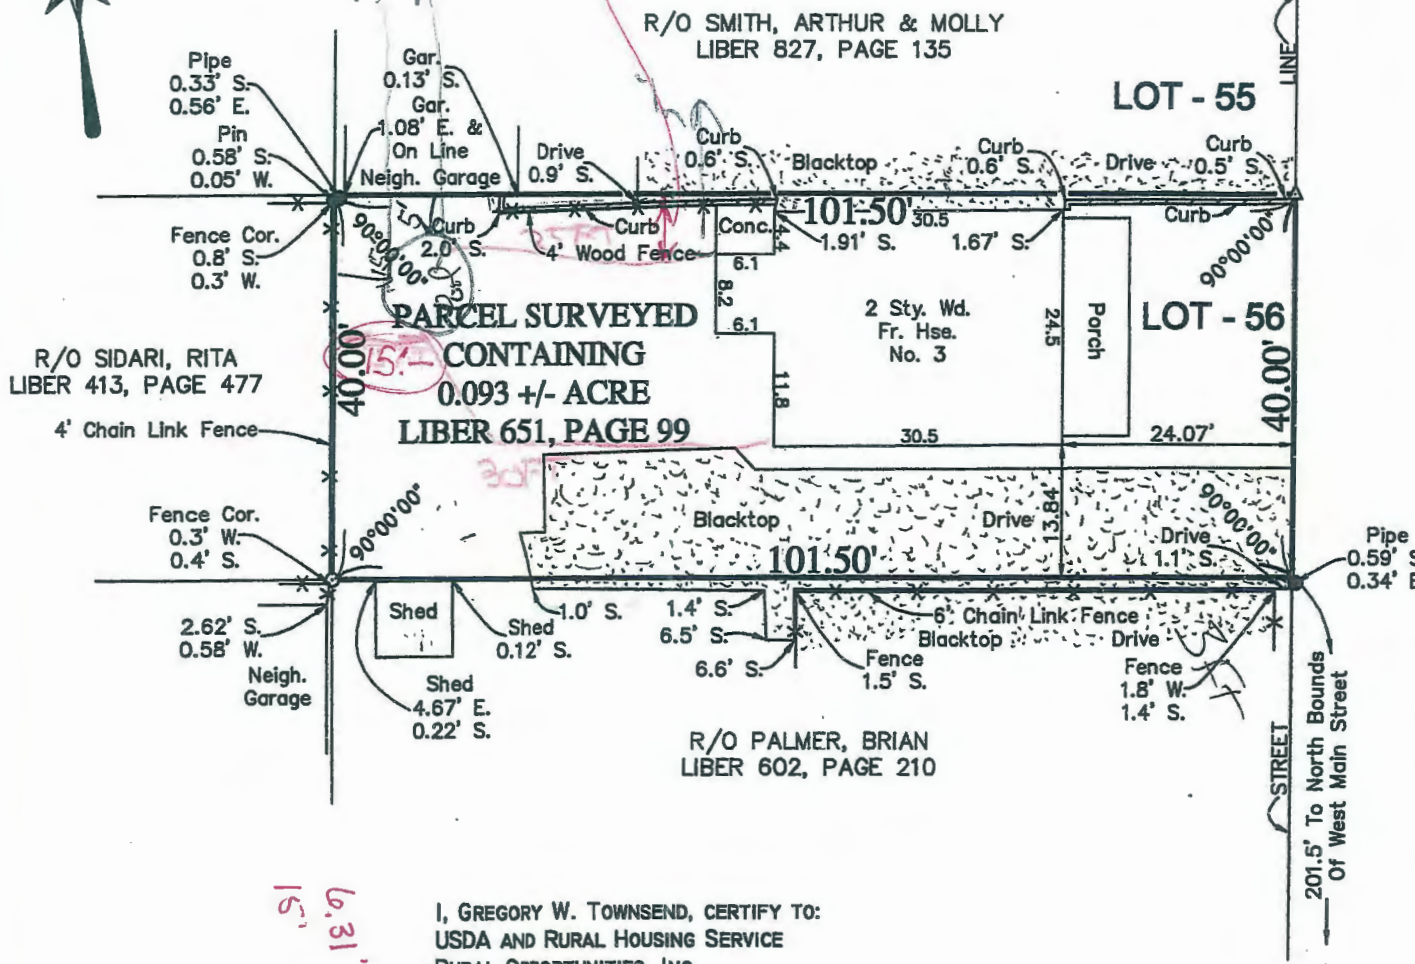 R/O SMITH, ARTHUR & MOLLY
LIBER 827, PAGE 135
LINE
LOT - 55
Pipe
0.33' S.
0.56' E.
Pin
0.58' S.
0.05' W.
Gar.
0.13' S.
Gar.
1.08' E. &
On Line
Neigh. Garage
Drive
0.9' S.
Curb
0.6' S.
Blacktop
Curb
0.6' S.
Drive
Curb
0.5' S.
Fence Cor.
0.8' S.
0.3' W.
90°00'00"
Curb
2.0' S.
Curb
4' Wood Fence
Conc.
4.4
6.1
8.2
6.1
11.8
101.50'
30.5
1.91' S.
1.67' S.
Curb
90°00'00"
2 Sty. Wd.
Fr. Hse.
No. 3
24.5
Porch
LOT - 56
40.00'
PARCEL SURVEYED
CONTAINING
0.093 +/- ACRE
LIBER 651, PAGE 99
15'-
40.00'
R/O SIDARI, RITA
LIBER 413, PAGE 477
4' Chain Link Fence
30.5
24.07'
30FT
25FT
Fence Cor.
0.3' W.
0.4' S.
90°00'00"
Blacktop
Drive
13.84'
101.50'
90°00'00"
Drive
1.1' S.
Pipe
0.59' S
0.34' E
2.62' S.
0.58' W.
Neigh.
Garage
Shed
Shed
0.12' S.
Shed
4.67' E.
0.22' S.
1.0' S.
1.4' S.
6.5' S.
6.6' S.
6' Chain Link Fence
Blacktop
Drive
Fence
1.5' S.
Fence
1.8' W.
1.4' S.
R/O PALMER, BRIAN
LIBER 602, PAGE 210
STREET
201.5' To North Bounds
Of West Main Street
6.31'
15'
I, GREGORY W. TOWNSEND, CERTIFY TO:
USDA AND RURAL HOUSING SERVICE
RURAL OPPORTUNITIES, INC.